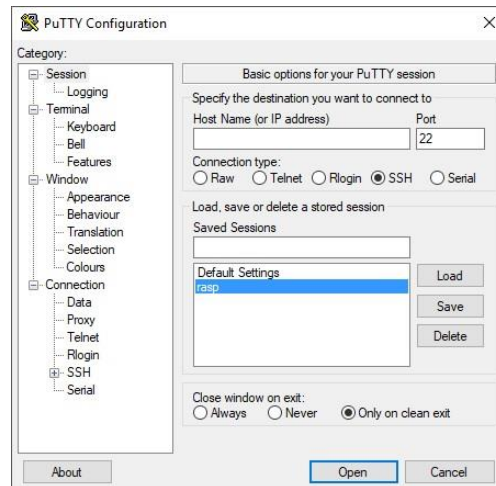 PuTTY Configuration
Category:
Session
Logging
Terminal
Keyboard
Bell
Features
Window
Appearance
Behaviour
Translation
Selection
Colours
Connection
Data
Proxy
Telnet
Rlogin
SSH
Serial
Basic options for your PuTTY session
Specify the destination you want to connect to
Host Name (or IP address) Port
22
Connection type:
Raw Telnet Rlogin SSH Serial
Load, save or delete a stored session
Saved Sessions
Default Settings
rasp
Load
Save
Delete
Close window on exit:
Always Never Only on clean exit
About Open Cancel